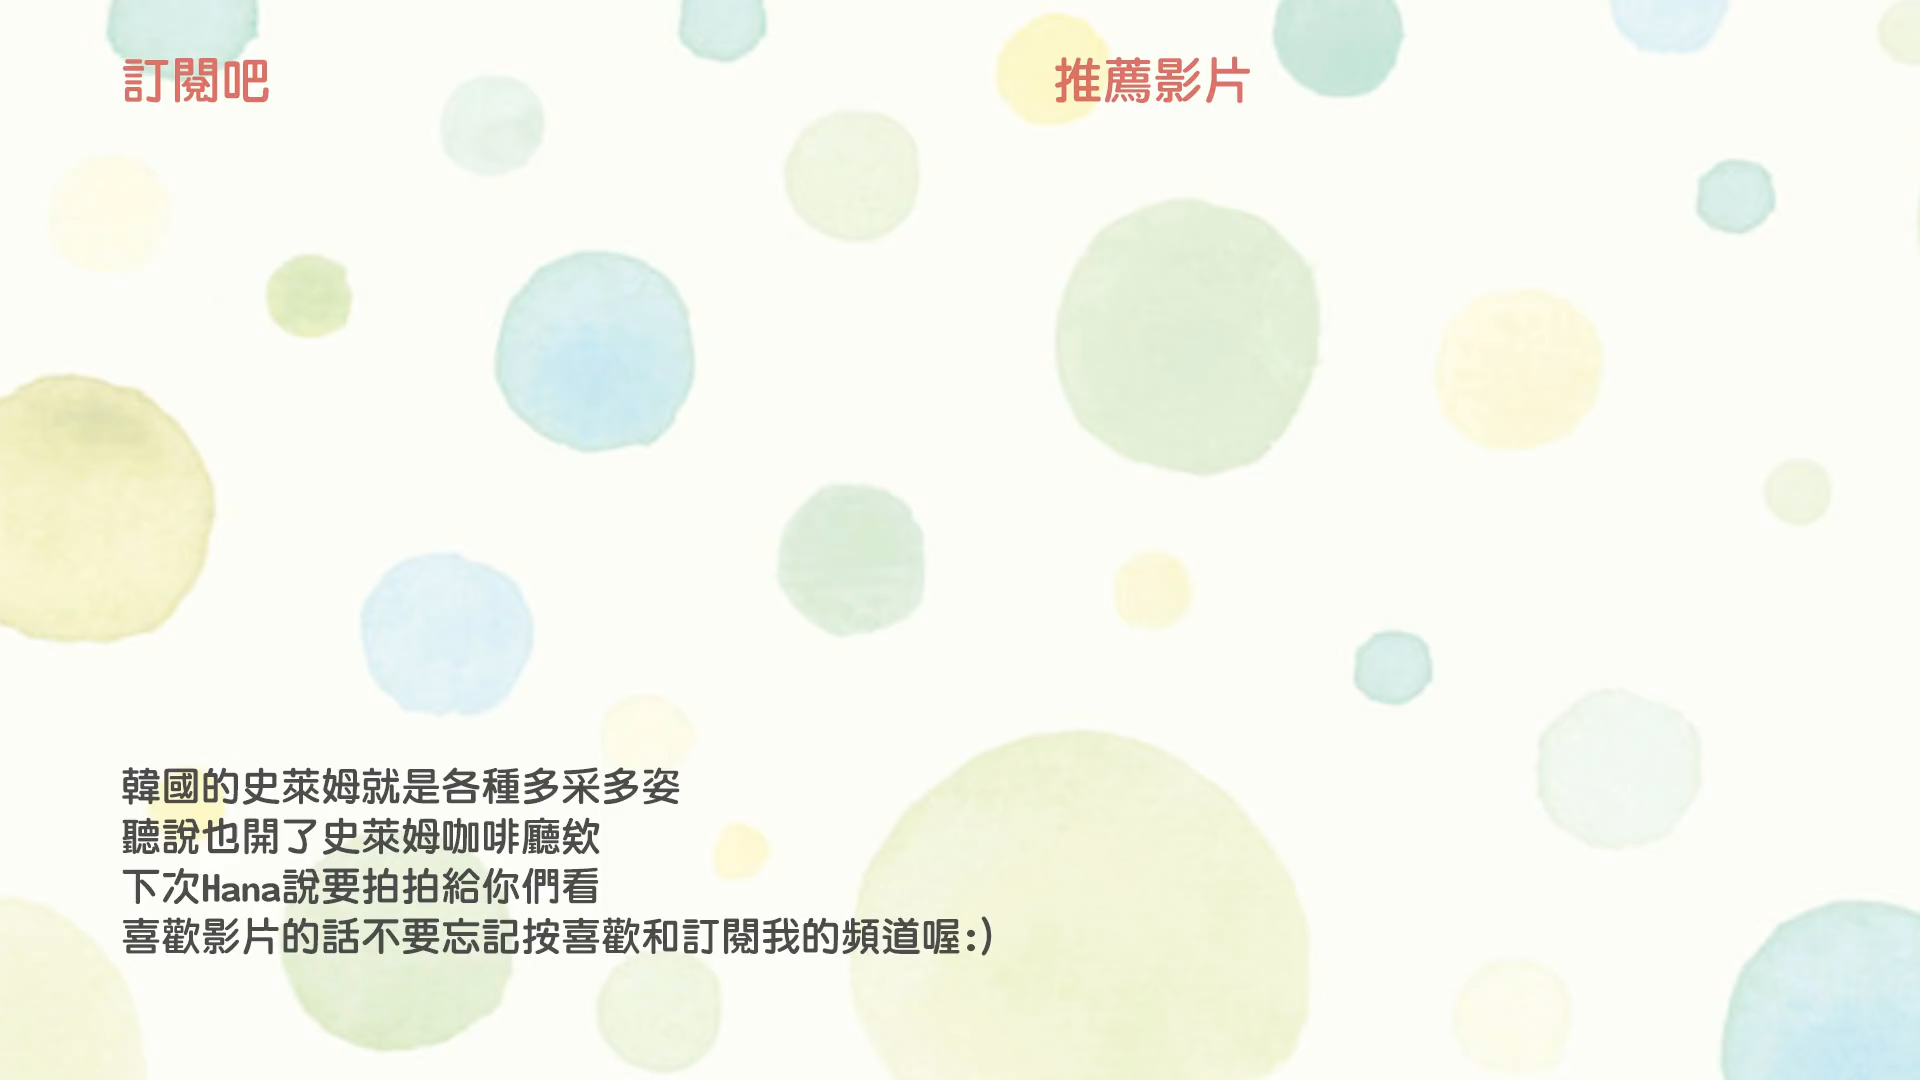 訂閱吧
推薦影片
韓國的史萊姆就是各種多采多姿
聽說也開了史萊姆咖啡廳欸
下次Hana說要拍拍給你們看
喜歡影片的話不要忘記按喜歡和訂閱我的頻道喔:)